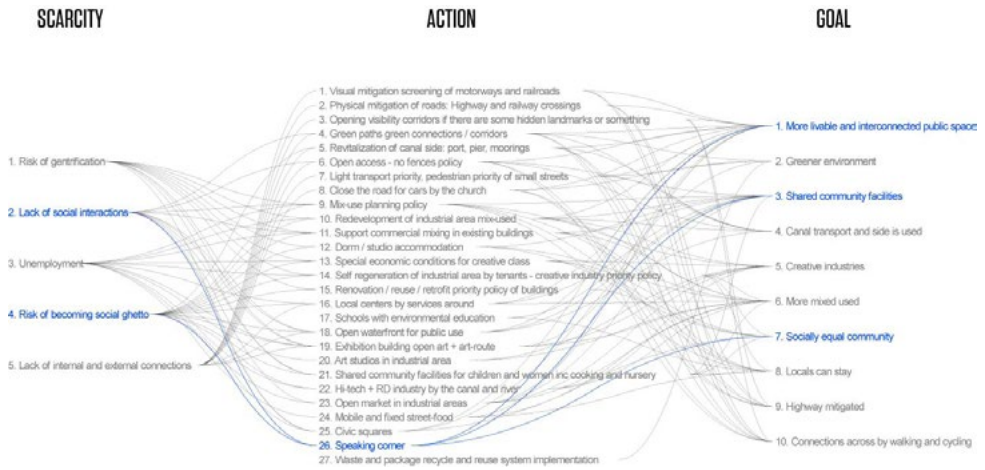 SCARCITY
ACTION
GOAL
1. Risk of gentrification
2. Lack of social interactions
3. Unemployment
4. Risk of becoming social ghetto
5. Lack of internal and external connections
1. Visual mitigation screening of motorways and railroads
2. Physical mitigation of roads: Highway and railway crossings
3. Opening visibility corridors if there are some hidden landmarks or something
4. Green paths green connections / corridors
5. Revitalization of canal side: port, pier, moorings
6. Open access - no fences policy
7. Light transport priority, pedestrian priority of small streets
8. Close the road for cars by the church
9. Mix-use planning policy
10. Redevelopment of industrial area mix-used
11. Support commercial mixing in existing buildings
12. Dorm / studio accommodation
13. Special economic conditions for creative class
14. Self regeneration of industrial area by tenants - creative industry priority policy
15. Renovation / reuse / retrofit priority policy of buildings
16. Local centers by services around
17. Schools with environmental education
18. Open waterfront for public use
19. Exhibition building open art + art-route
20. Art studios in industrial area
21. Shared community facilities for children and women inc cooking and nursery
22. Hi-tech + RD industry by the canal and river
23. Open market in industrial areas
24. Mobile and fixed street-food
25. Civic squares
26. Speaking corner
27. Waste and package recycle and reuse system implementation
1. More livable and interconnected public spaces
2. Greener environment
3. Shared community facilities
4. Canal transport and side is used
5. Creative industries
6. More mixed used
7. Socially equal community
8. Locals can stay
9. Highway mitigated
10. Connections across by walking and cycling